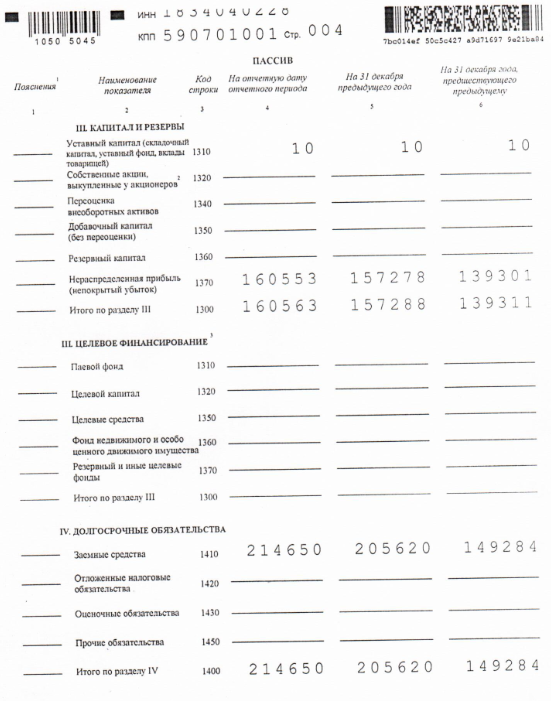 ИНН 1834040228
1050 5045
КПП 590701001 Стр. 004
7bc014ef 50c5c427 a9d71697 9e21ba94
ПАССИВ
Пояснения 1 Наименование показателя Код строки На отчетную дату отчетного периода На 31 декабря предыдущего года На 31 декабря года, предшествующего предыдущему
1 2 3 4 5 6
III. КАПИТАЛ И РЕЗЕРВЫ
Уставный капитал (складочный
капитал, уставный фонд, вклады 1310 10 10 10
товарищей)
Собственные акции,
выкупленные у акционеров 2 1320
Переоценка
внеоборотных активов 1340
Добавочный капитал
(без переоценки) 1350
Резервный капитал 1360
Нераспределенная прибыль
(непокрытый убыток) 1370 160553 157278 139301
Итого по разделу III 1300 160563 157288 139311
III. ЦЕЛЕВОЕ ФИНАНСИРОВАНИЕ 3
Паевой фонд 1310
Целевой капитал 1320
Целевые средства 1350
Фонд недвижимого и особо
ценного движимого имущества 1360
Резервный и иные целевые
фонды 1370
Итого по разделу III 1300
IV. ДОЛГОСРОЧНЫЕ ОБЯЗАТЕЛЬСТВА
Заемные средства 1410 214650 205620 149284
Отложенные налоговые
обязательства 1420
Оценочные обязательства 1430
Прочие обязательства 1450
Итого по разделу IV 1400 214650 205620 149284